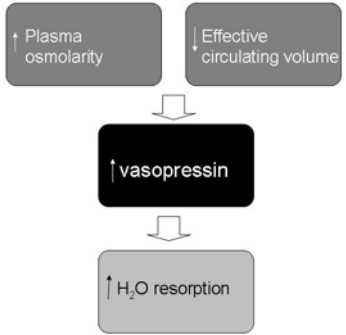 ↑ Plasma
osmolarity
↓ Effective
circulating volume
↑ vasopressin
↑ H₂O resorption